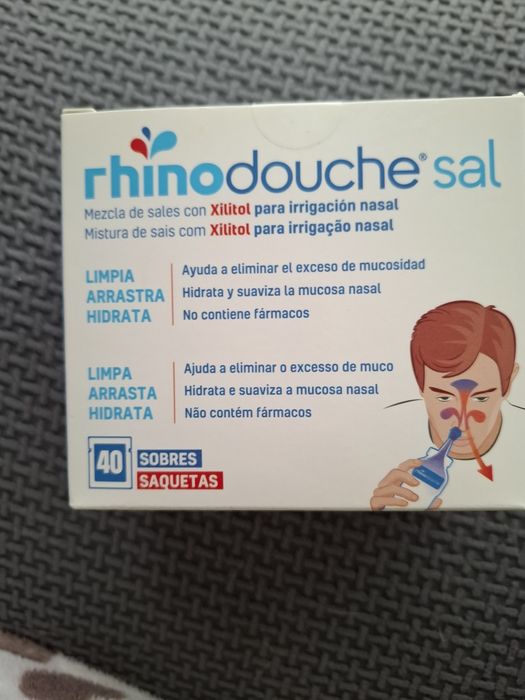 rhinodouche® sal
Mezcla de sales con Xilitol para irrigación nasal
Mistura de sais com Xilitol para irrigação nasal
LIMPIA
ARRASTRA
HIDRATA
Ayuda a eliminar el exceso de mucosidad
Hidrata y suaviza la mucosa nasal
No contiene fármacos
LIMPA
ARRASTA
HIDRATA
Ajuda a eliminar o excesso de muco
Hidrata e suaviza a mucosa nasal
Não contém fármacos
40
SOBRES
SAQUETAS